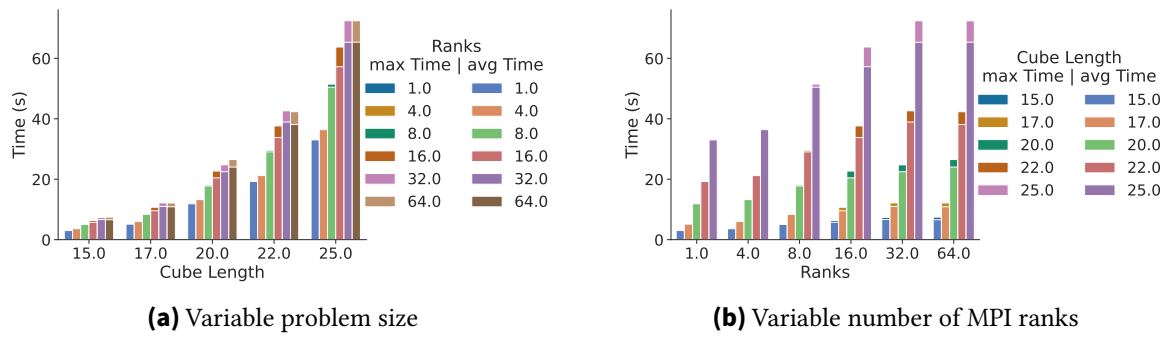 60
40
20
0
Time (s)
15.0 17.0 20.0 22.0 25.0
Cube Length
Ranks
max Time | avg Time
1.0 1.0
4.0 4.0
8.0 8.0
16.0 16.0
32.0 32.0
64.0 64.0
(a) Variable problem size
60
40
20
0
Time (s)
1.0 4.0 8.0 16.0 32.0 64.0
Ranks
Cube Length
max Time | avg Time
15.0 15.0
17.0 17.0
20.0 20.0
22.0 22.0
25.0 25.0
(b) Variable number of MPI ranks